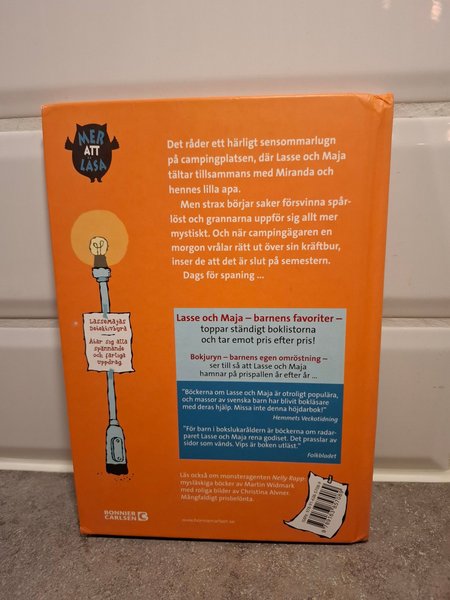 MER
ATT
LÄSA
Det råder ett härligt sensommarlugn
på campingplatsen, där Lasse och Maja
tältar tillsammans med Miranda och
hennes lilla apa.
Men strax börjar saker försvinna spår-
löst och grannarna uppför sig allt mer
mystiskt. Och när campingägaren en
morgon vrålar rätt ut över sin kräftbur,
inser de att det är slut på semestern.
Dags för spaning ...
LasseMajas
Detektivbyrå
Åtar sig alla
spännande
och farliga
uppdrag.
Lasse och Maja – barnens favoriter –
toppar ständigt boklistorna
och tar emot pris efter pris!
Bokjuryn – barnens egen omröstning –
ser till så att Lasse och Maja
hamnar på prispallen år efter år ...
"Böckerna om Lasse och Maja är otroligt populära,
och massor av svenska barn har blivit bokläsare
med deras hjälp. Missa inte denna höjdarbok!"
Hemmets Veckotidning
"För barn i bokslukaråldern är böckerna om radar-
paret Lasse och Maja rena godiset. Det prasslar av
sidor som vänds. Vips är boken utläst."
Folkbladet
Läs också om monsteragenten Nelly Rapp –
mysläskiga böcker av Martin Widmark
med roliga bilder av Christina Alvner.
Mångfaldigt prisbelönta.
BONNIER
CARLSEN
www.bonniercarlsen.se